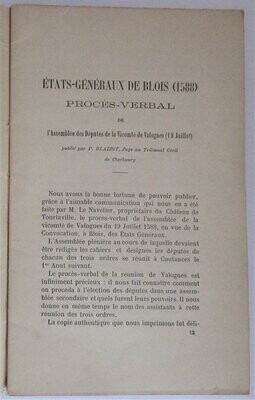 ÉTATS-GÉNÉRAUX DE BLOIS (1588)
PROCÈS-VERBAL
DE
l'Assemblée des Députés de la Vicomté de Valognes (19 Juillet)
publié par P. BLAIZOT, Juge au Tribunal Civil
de Cherbourg
Nous avons la bonne fortune de pouvoir publier,
grâce à l'aimable communication qui nous en a été
faite par M. Le Navetier, propriétaire du Château de
Tourlaville, le procès-verbal de l'assemblée de la
vicomté de Valognes du 19 Juillet 1588, en vue de la
Convocation, à Blois, des Etats Généraux.
L'Assemblée plénière au cours de laquelle devaient
être rédigés les cahiers et désignés les députés de
chacun des trois ordres se réunit à Coutances le
1er Août suivant.
Le procès-verbal de la réunion de Valognes est
infiniment précieux : il nous fait connaître comment
on procéda à l'élection des députés dans une assem-
blée secondaire et quels furent leurs pouvoirs. Il nous
donne en même temps le nom des assistants à cette
réunion des trois ordres.
La copie authentique que nous imprimons fut déli-
12